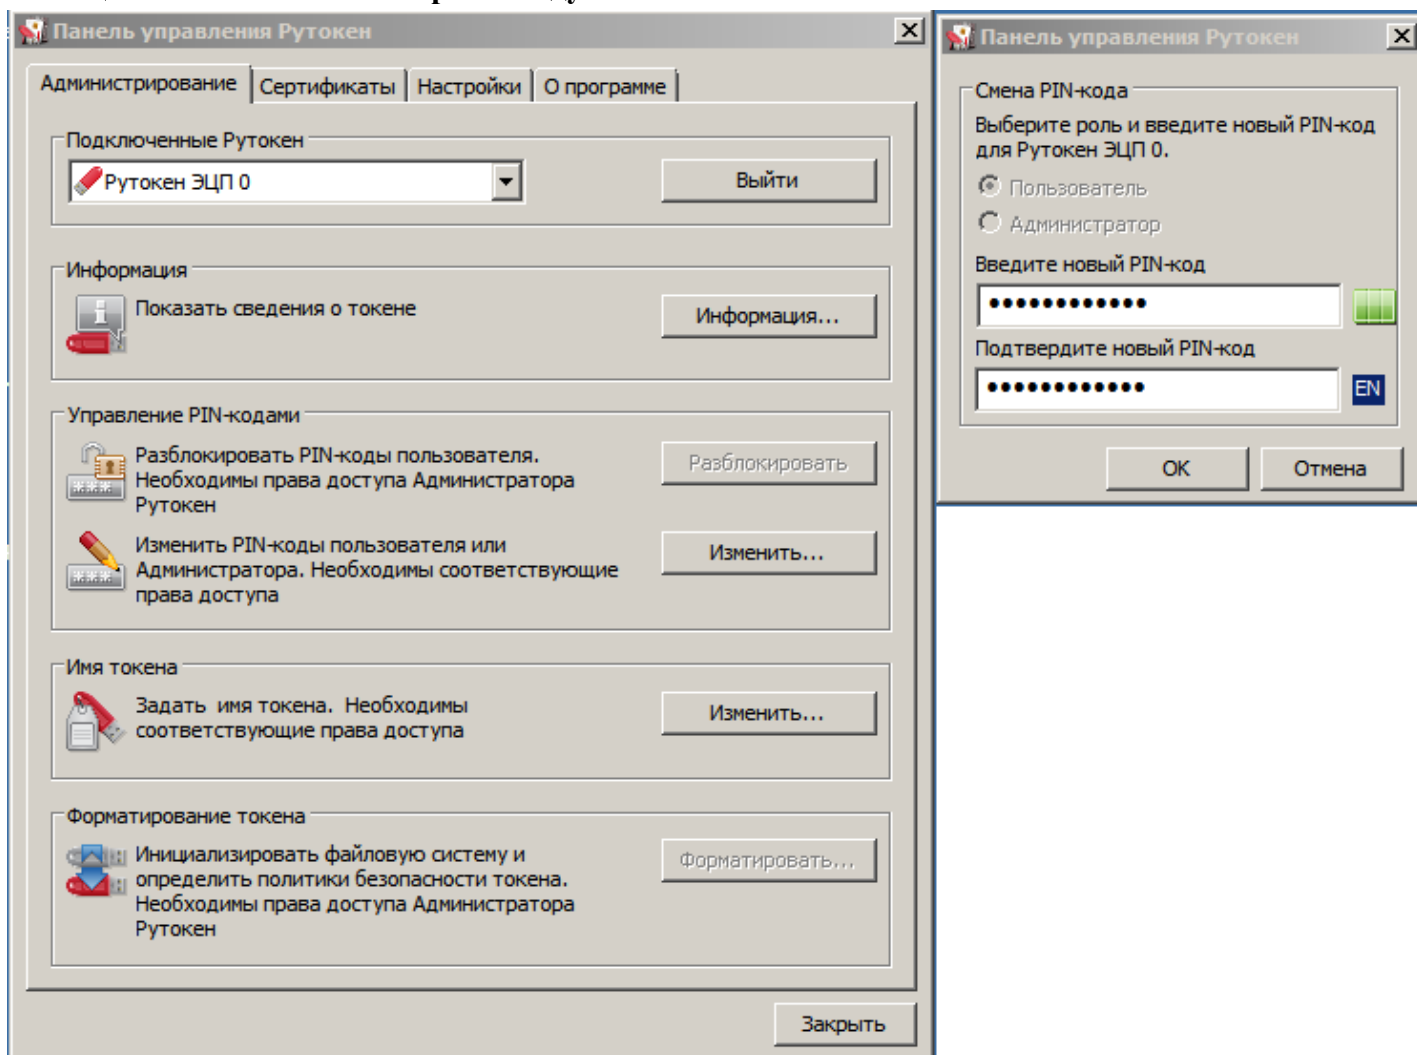 Панель управления Рутокен
Администрирование
Сертификаты
Настройки
О программе
Подключенные Рутокен
Рутокен ЭЦП 0
Выйти
Информация
Показать сведения о токене
Информация...
Управление PIN-кодами
Разблокировать PIN-коды пользователя.
Необходимы права доступа Администратора
Рутокен
Разблокировать
Изменить PIN-коды пользователя или
Администратора. Необходимы соответствующие
права доступа
Изменить...
Имя токена
Задать имя токена. Необходимы
соответствующие права доступа
Изменить...
Форматирование токена
Инициализировать файловую систему и
определить политики безопасности токена.
Необходимы права доступа Администратора
Рутокен
Форматировать...
Закрыть
Панель управления Рутокен
Смена PIN-кода
Выберите роль и введите новый PIN-код
для Рутокен ЭЦП 0.
Пользователь
Администратор
Введите новый PIN-код
••••••••••••
Подтвердите новый PIN-код
••••••••••••
EN
OK
Отмена